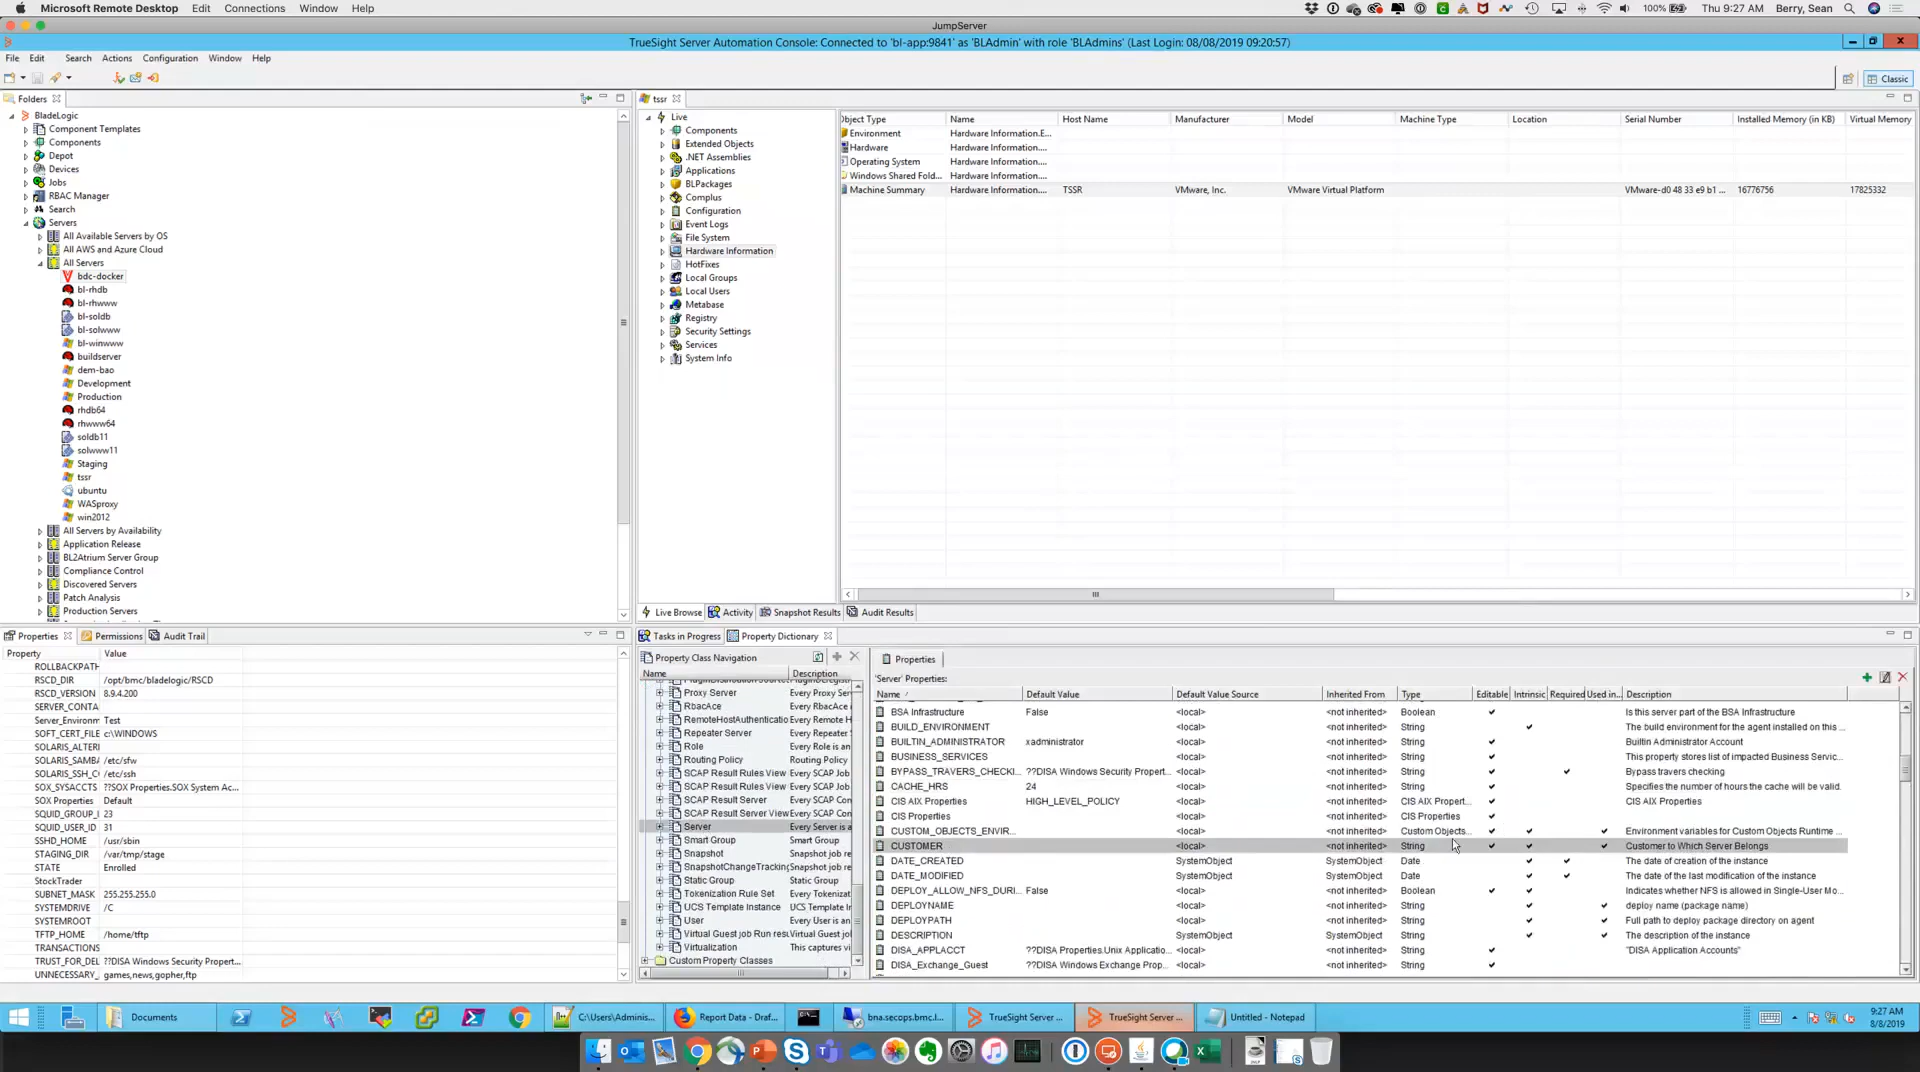 Microsoft Remote Desktop Edit Connections Window Help
100% Thu 9:27 AM Berry, Sean
JumpServer
TrueSight Server Automation Console: Connected to 'bl-app:9841' as 'BLAdmin' with role 'BLAdmins' (Last Login: 08/08/2019 09:20:57)
File Edit Search Actions Configuration Window Help
Classic
Folders
BladeLogic
Component Templates
Components
Depot
Devices
Jobs
RBAC Manager
Search
Servers
All Available Servers by OS
All AWS and Azure Cloud
All Servers
bdc-docker
bl-rhdb
bl-rhwww
bl-soldb
bl-solwww
bl-winwww
buildserver
dem-bao
Development
Production
rhdb64
rhwww64
soldb11
solwww11
Staging
tssr
ubuntu
WASproxy
win2012
All Servers by Availability
Application Release
BL2Atrium Server Group
Compliance Control
Discovered Servers
Patch Analysis
Production Servers
tssr
Live
Components
Extended Objects
.NET Assemblies
Applications
BLPackages
Complus
Configuration
Event Logs
File System
Hardware Information
HotFixes
Local Groups
Local Users
Metabase
Registry
Security Settings
Services
System Info
Object Type Name Host Name Manufacturer Model Machine Type Location Serial Number Installed Memory (in KB) Virtual Memory
Environment Hardware Information.E...
Hardware Hardware Information....
Operating System Hardware Information....
Windows Shared Fold... Hardware Information....
Machine Summary Hardware Information.... TSSR VMware, Inc. VMware Virtual Platform VMware-d0 48 33 e9 b1 ... 16776756 17825332
Live Browse Activity Snapshot Results Audit Results
Properties Permissions Audit Trail
Property Value
ROLLBACKPATH
RSCD_DIR /opt/bmc/bladelogic/RSCD
RSCD_VERSION 8.9.4.200
SERVER_CONTA
Server_Environm Test
SOFT_CERT_FILE c:\WINDOWS
SOLARIS_ALTERI
SOLARIS_SAMBA /etc/sfw
SOLARIS_SSH_C /etc/ssh
SOX_SYSACCTS ??SOX Properties.SOX System Ac...
SOX Properties Default
SQUID_GROUP_I 23
SQUID_USER_ID 31
SSHD_HOME /usr/sbin
STAGING_DIR /var/tmp/stage
STATE Enrolled
StockTrader
SUBNET_MASK 255.255.255.0
SYSTEMDRIVE /C
SYSTEMROOT
TFTP_HOME /home/tftp
TRANSACTIONS
TRUST_FOR_DEL ??DISA Windows Security Propert...
UNNECESSARY_ games,news,gopher,ftp
Tasks in Progress Property Dictionary
Property Class Navigation
Name Description
Proxy Server Every Proxy Ser
RbacAce Every RbacAce
RemoteHostAuthenticatio Every Remote H
Repeater Server Every Repeater
Role Every Role is an
Routing Policy Every Routing P
SCAP Result Rules View Every SCAP Job
SCAP Result Rules View Every SCAP Job
SCAP Result Server Every SCAP Con
SCAP Result Server View Every SCAP Con
Server Every Server is a
Smart Group Every Smart Gro
Snapshot Snapshot job re
SnapshotChangeTracking Snapshot job re
Static Group Every Static Gro
Tokenization Rule Set Every Tokenizat
UCS Template Instance UCS Template In
User Every User is an
Virtual Guest job Run resu Virtual Guest jol
Virtualization This captures vi
Custom Property Classes
Properties
'Server' Properties:
Name Default Value Default Value Source Inherited From Type Editable Intrinsic Required Used in... Description
BSA Infrastructure False <local> <not inherited> Boolean Is this server part of the BSA Infrastructure
BUILD_ENVIRONMENT <local> <not inherited> String The build environment for the agent installed on this ...
BUILTIN_ADMINISTRATOR xadministrator <local> <not inherited> String Builtin Administrator Account
BUSINESS_SERVICES <local> <not inherited> String This property stores list of impacted Business Servic...
BYPASS_TRAVERS_CHECKI... ??DISA Windows Security Propert... <local> <not inherited> String Bypass travers checking
CACHE_HRS 24 <local> <not inherited> String Specifies the number of hours the cache will be valid.
CIS AIX Properties HIGH_LEVEL_POLICY <local> <not inherited> CIS AIX Propert... CIS AIX Properties
CIS Properties <local> <not inherited> CIS Properties
CUSTOM_OBJECTS_ENVIR... <local> <not inherited> Custom Objects... Environment variables for Custom Objects Runtime ...
CUSTOMER <local> <not inherited> String Customer to Which Server Belongs
DATE_CREATED SystemObject SystemObject Date The date of creation of the instance
DATE_MODIFIED SystemObject SystemObject Date The date of the last modification of the instance
DEPLOY_ALLOW_NFS_DURI... False <local> <not inherited> Boolean Indicates whether NFS is allowed in Single-User Mo...
DEPLOYNAME <local> <not inherited> String deploy name (package name)
DEPLOYPATH <local> <not inherited> String Full path to deploy package directory on agent
DESCRIPTION SystemObject SystemObject String The description of the instance
DISA_APPLACCT ??DISA Properties.Unix Applicatio... <local> <not inherited> String "DISA Application Accounts"
DISA_Exchange_Guest ??DISA Windows Exchange Prop... <local> <not inherited> String
Documents C:\Users\Adminis... Report Data - Draf... bna.secops.bmc.l... TrueSight Server ... TrueSight Server ... Untitled - Notepad
9:27 AM
8/8/2019